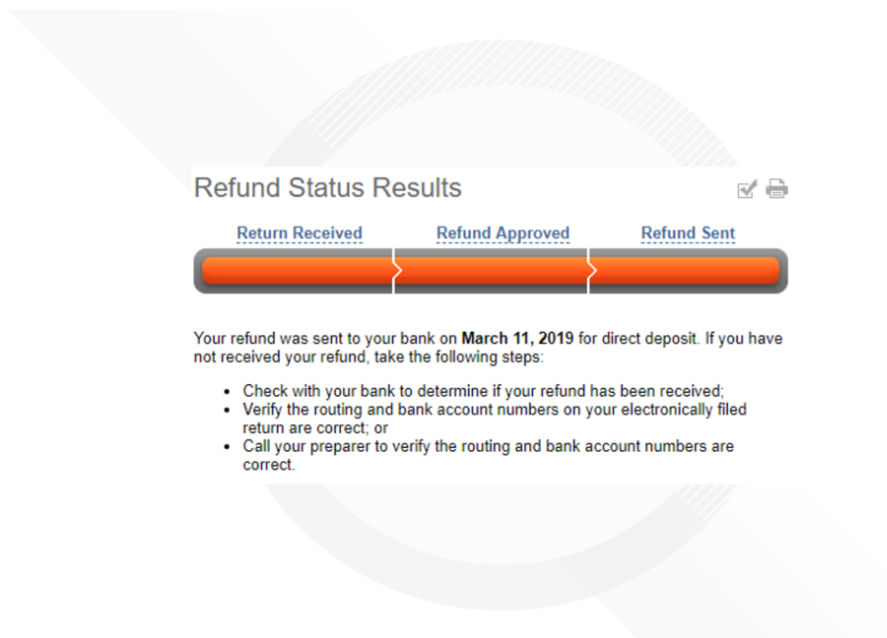 Refund Status Results
Return Received Refund Approved Refund Sent
Your refund was sent to your bank on March 11, 2019 for direct deposit. If you have
not received your refund, take the following steps:
• Check with your bank to determine if your refund has been received;
• Verify the routing and bank account numbers on your electronically filed
return are correct; or
• Call your preparer to verify the routing and bank account numbers are
correct.